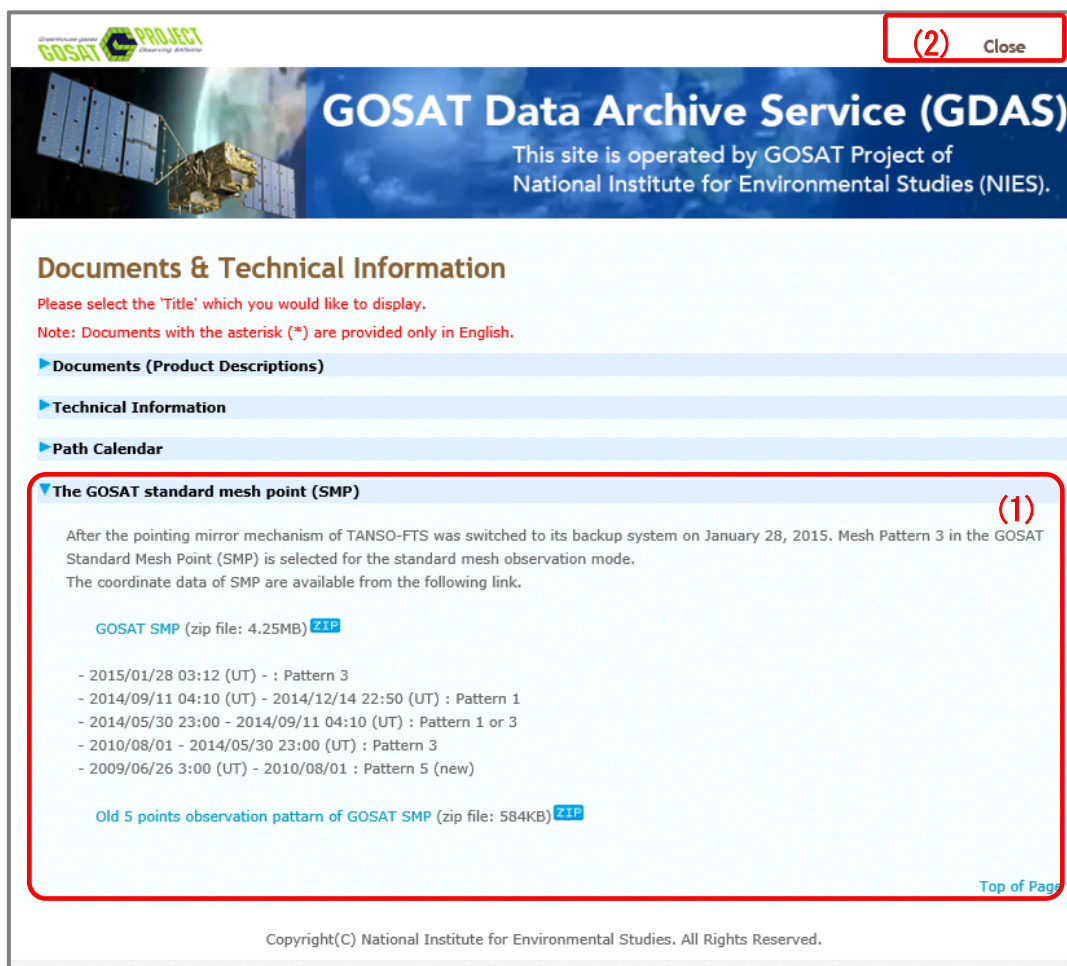 Greenhouse gases
GOSAT PROJECT
Observing SATellite
(2) Close
GOSAT Data Archive Service (GDAS)
This site is operated by GOSAT Project of
National Institute for Environmental Studies (NIES).
Documents & Technical Information
Please select the 'Title' which you would like to display.
Note: Documents with the asterisk (*) are provided only in English.
Documents (Product Descriptions)
Technical Information
Path Calendar
The GOSAT standard mesh point (SMP)
(1)
After the pointing mirror mechanism of TANSO-FTS was switched to its backup system on January 28, 2015. Mesh Pattern 3 in the GOSAT
Standard Mesh Point (SMP) is selected for the standard mesh observation mode.
The coordinate data of SMP are available from the following link.
GOSAT SMP (zip file: 4.25MB) ZIP
- 2015/01/28 03:12 (UT) - : Pattern 3
- 2014/09/11 04:10 (UT) - 2014/12/14 22:50 (UT) : Pattern 1
- 2014/05/30 23:00 - 2014/09/11 04:10 (UT) : Pattern 1 or 3
- 2010/08/01 - 2014/05/30 23:00 (UT) : Pattern 3
- 2009/06/26 3:00 (UT) - 2010/08/01 : Pattern 5 (new)
Old 5 points observation pattarn of GOSAT SMP (zip file: 584KB) ZIP
Top of Page
Copyright(C) National Institute for Environmental Studies. All Rights Reserved.